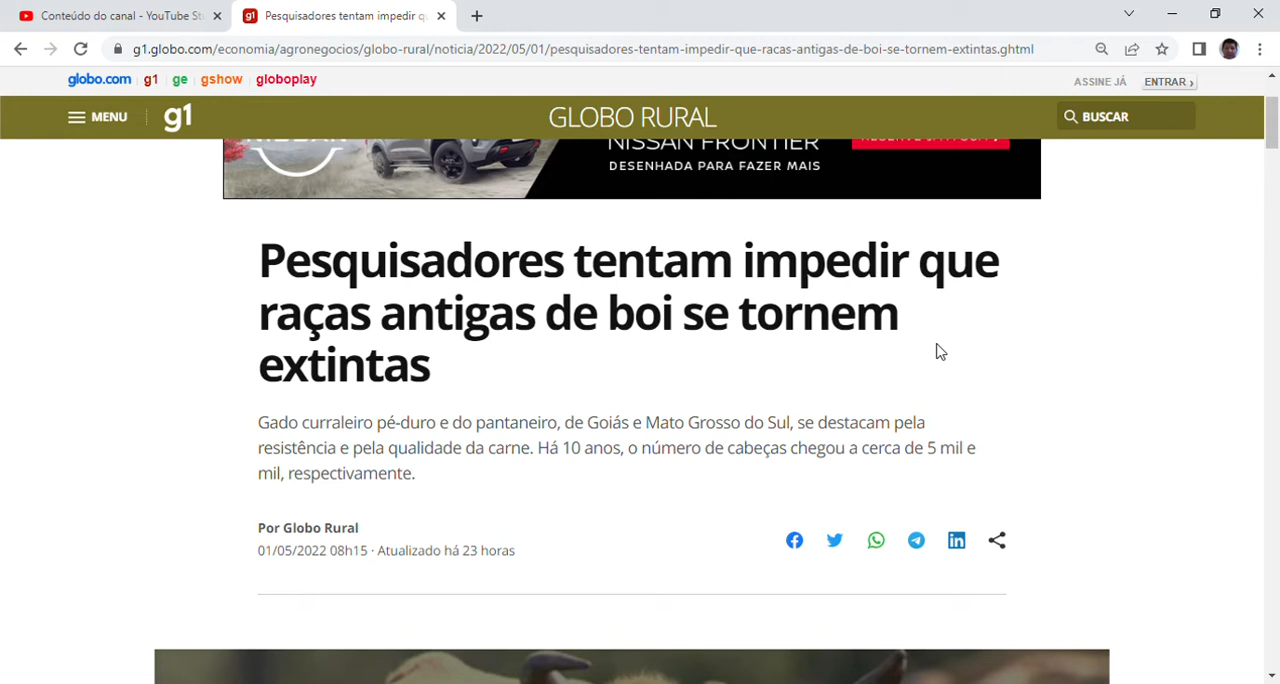 Conteúdo do canal - YouTube St
Pesquisadores tentam impedir qu
g1.globo.com/economia/agronegocios/globo-rural/noticia/2022/05/01/pesquisadores-tentam-impedir-que-racas-antigas-de-boi-se-tornem-extintas.ghtml
globo.com g1 ge gshow globoplay ASSINE JÁ ENTRAR ›
MENU g1 GLOBO RURAL BUSCAR
NISSAN FRONTIER
DESENHADA PARA FAZER MAIS
Pesquisadores tentam impedir que
raças antigas de boi se tornem
extintas
Gado curraleiro pé-duro e do pantaneiro, de Goiás e Mato Grosso do Sul, se destacam pela
resistência e pela qualidade da carne. Há 10 anos, o número de cabeças chegou a cerca de 5 mil e
mil, respectivamente.
Por Globo Rural
01/05/2022 08h15 · Atualizado há 23 horas